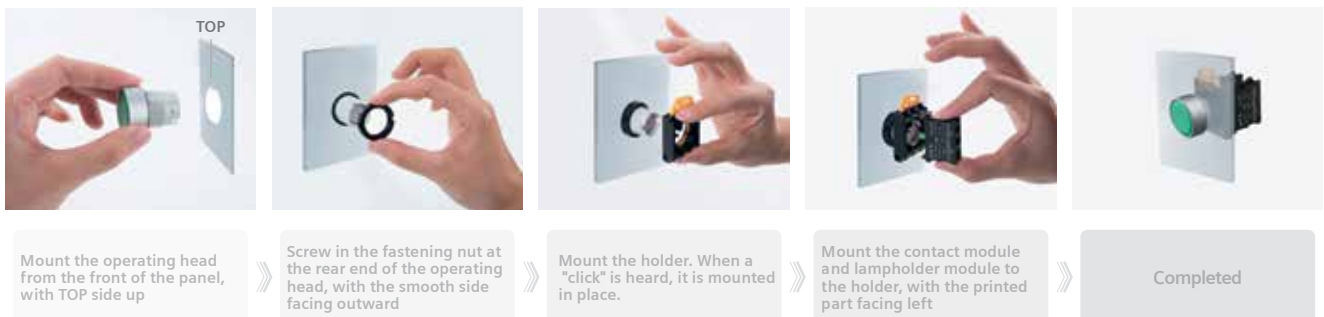 TOP
Mount the operating head
from the front of the panel,
with TOP side up
Screw in the fastening nut at
the rear end of the operating
head, with the smooth side
facing outward
Mount the holder. When a
"click" is heard, it is mounted
in place.
Mount the contact module
and lampholder module to
the holder, with the printed
part facing left
Completed